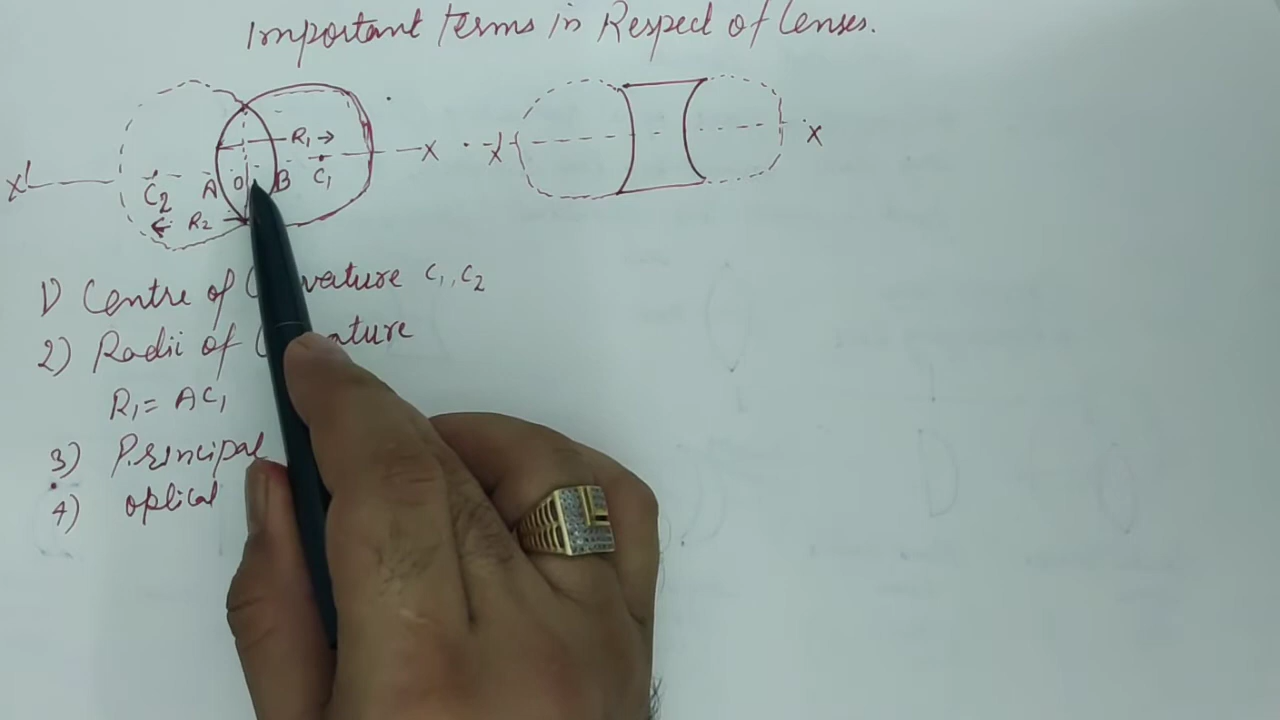 Important terms in Respect of Lenses.
X' C2 A O B C1 R1 → X
← R2 →
X' X
1) Centre of C vature C1, C2
2) Radii of C ature
R1 = AC1
3) Principal
4) optical